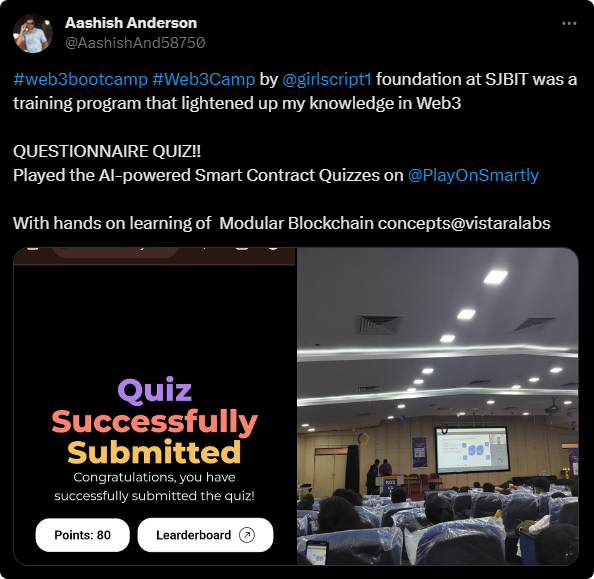 Aashish Anderson
@AashishAnd58750
#web3bootcamp #Web3Camp by @girlscript1 foundation at SJBIT was a
training program that lightened up my knowledge in Web3
QUESTIONNAIRE QUIZ!!
Played the AI-powered Smart Contract Quizzes on @PlayOnSmartly
With hands on learning of  Modular Blockchain concepts@vistaralabs
Quiz
Successfully
Submitted
Congratulations, you have
successfully submitted the quiz!
Points: 80
Learderboard